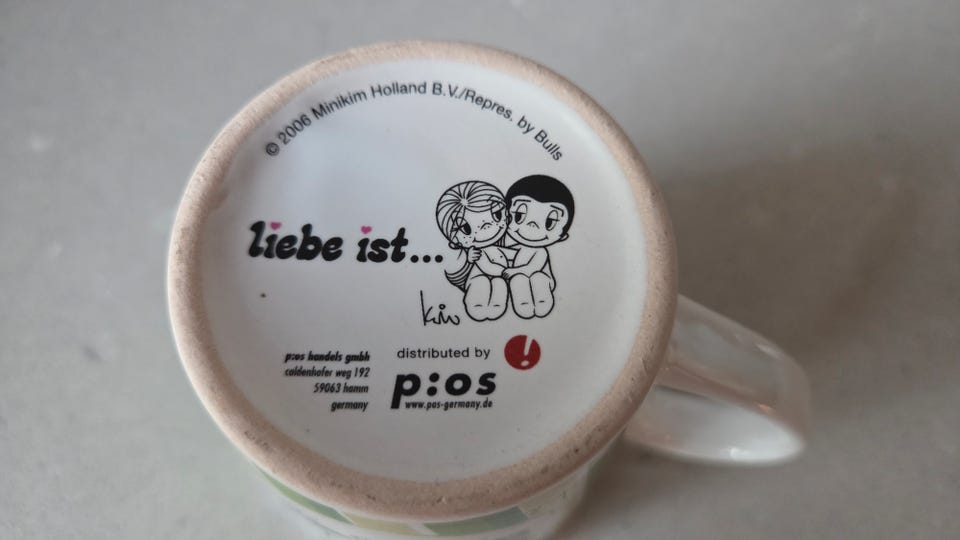 © 2006 Minikim Holland B.V./Repres. by Bulls
liebe ist...
kim
p:os handels gmbh
caldenhofer weg 192
59063 hamm
germany
distributed by
p:os
www.pos-germany.de